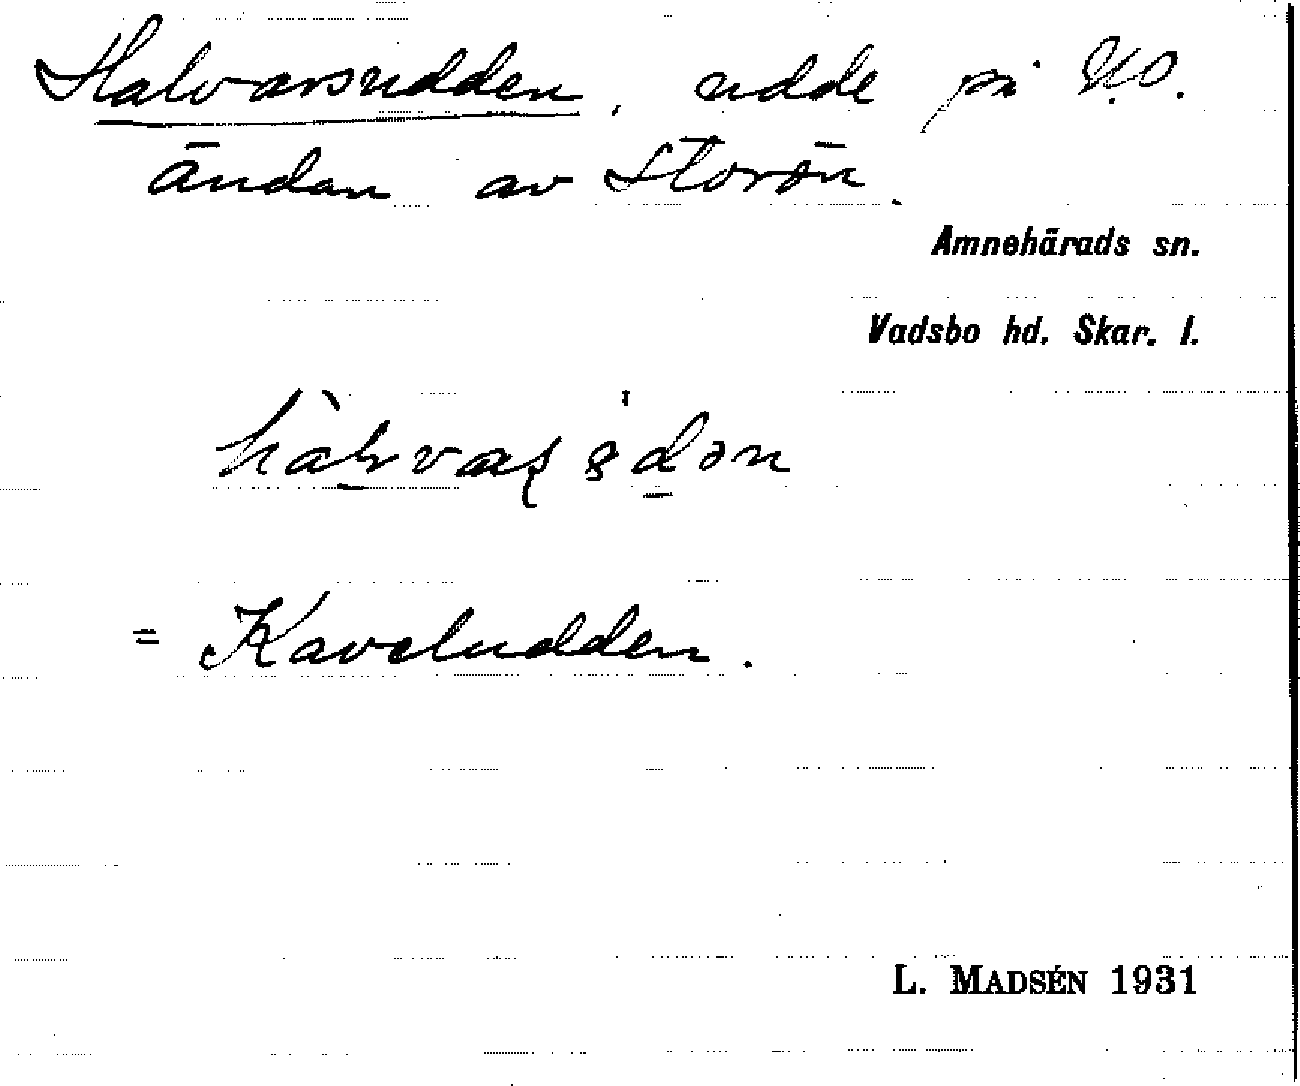 Halvarsudden, udde på N.O.
ändan av Storön.
Amnehärads sn.
Vadsbo hd. Skar. l.
= Kaveludden.
L. MADSÉN 1931